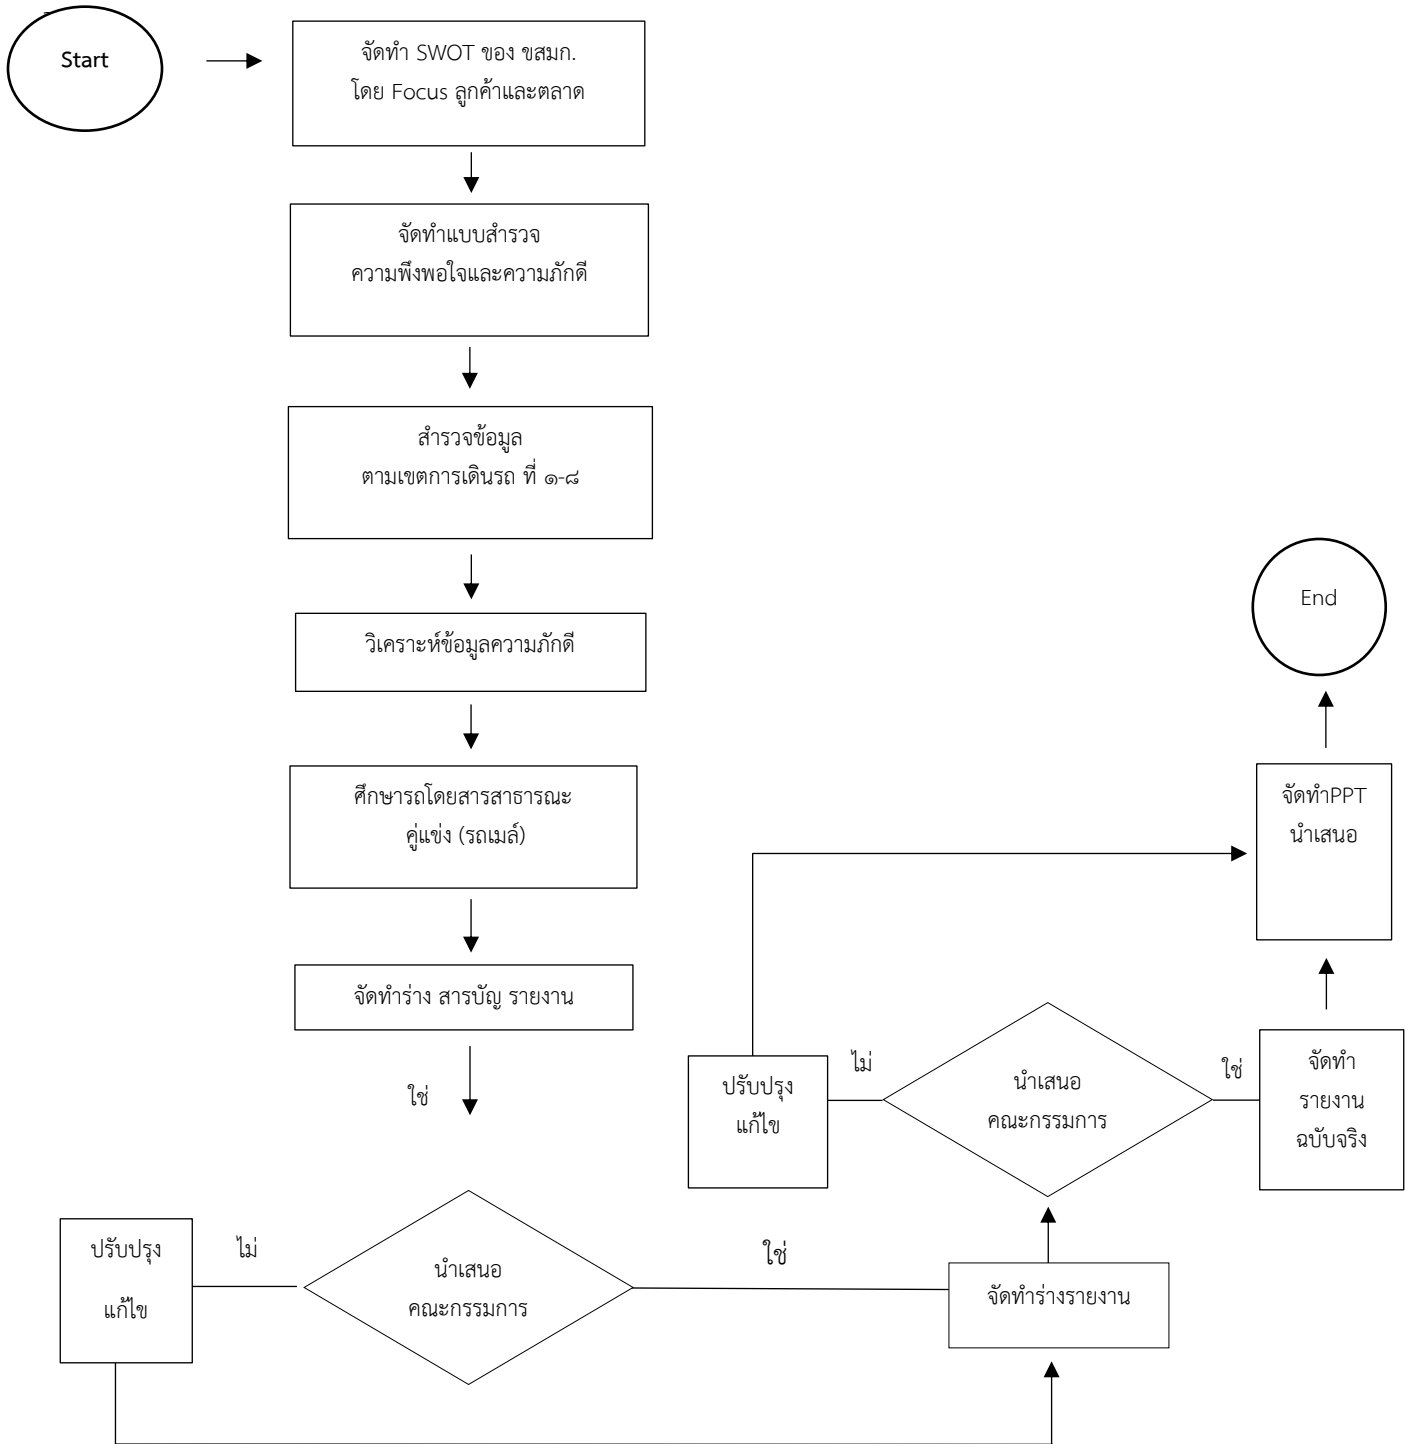 Start
จัดทำ SWOT ของ ขสมก.
โดย Focus ลูกค้าและตลาด
จัดทำแบบสำรวจ
ความพึงพอใจและความภักดี
สำรวจข้อมูล
ตามเขตการเดินรถ ที่ ๑-๘
วิเคราะห์ข้อมูลความภักดี
ศึกษารถโดยสารสาธารณะ
คู่แข่ง (รถเมล์)
จัดทำร่าง สารบัญ รายงาน
ใช่
นำเสนอ
คณะกรรมการ
ไม่
ปรับปรุง
แก้ไข
ใช่
จัดทำร่างรายงาน
นำเสนอ
คณะกรรมการ
ไม่
ปรับปรุง
แก้ไข
ใช่
จัดทำ
รายงาน
ฉบับจริง
จัดทำPPT
นำเสนอ
End